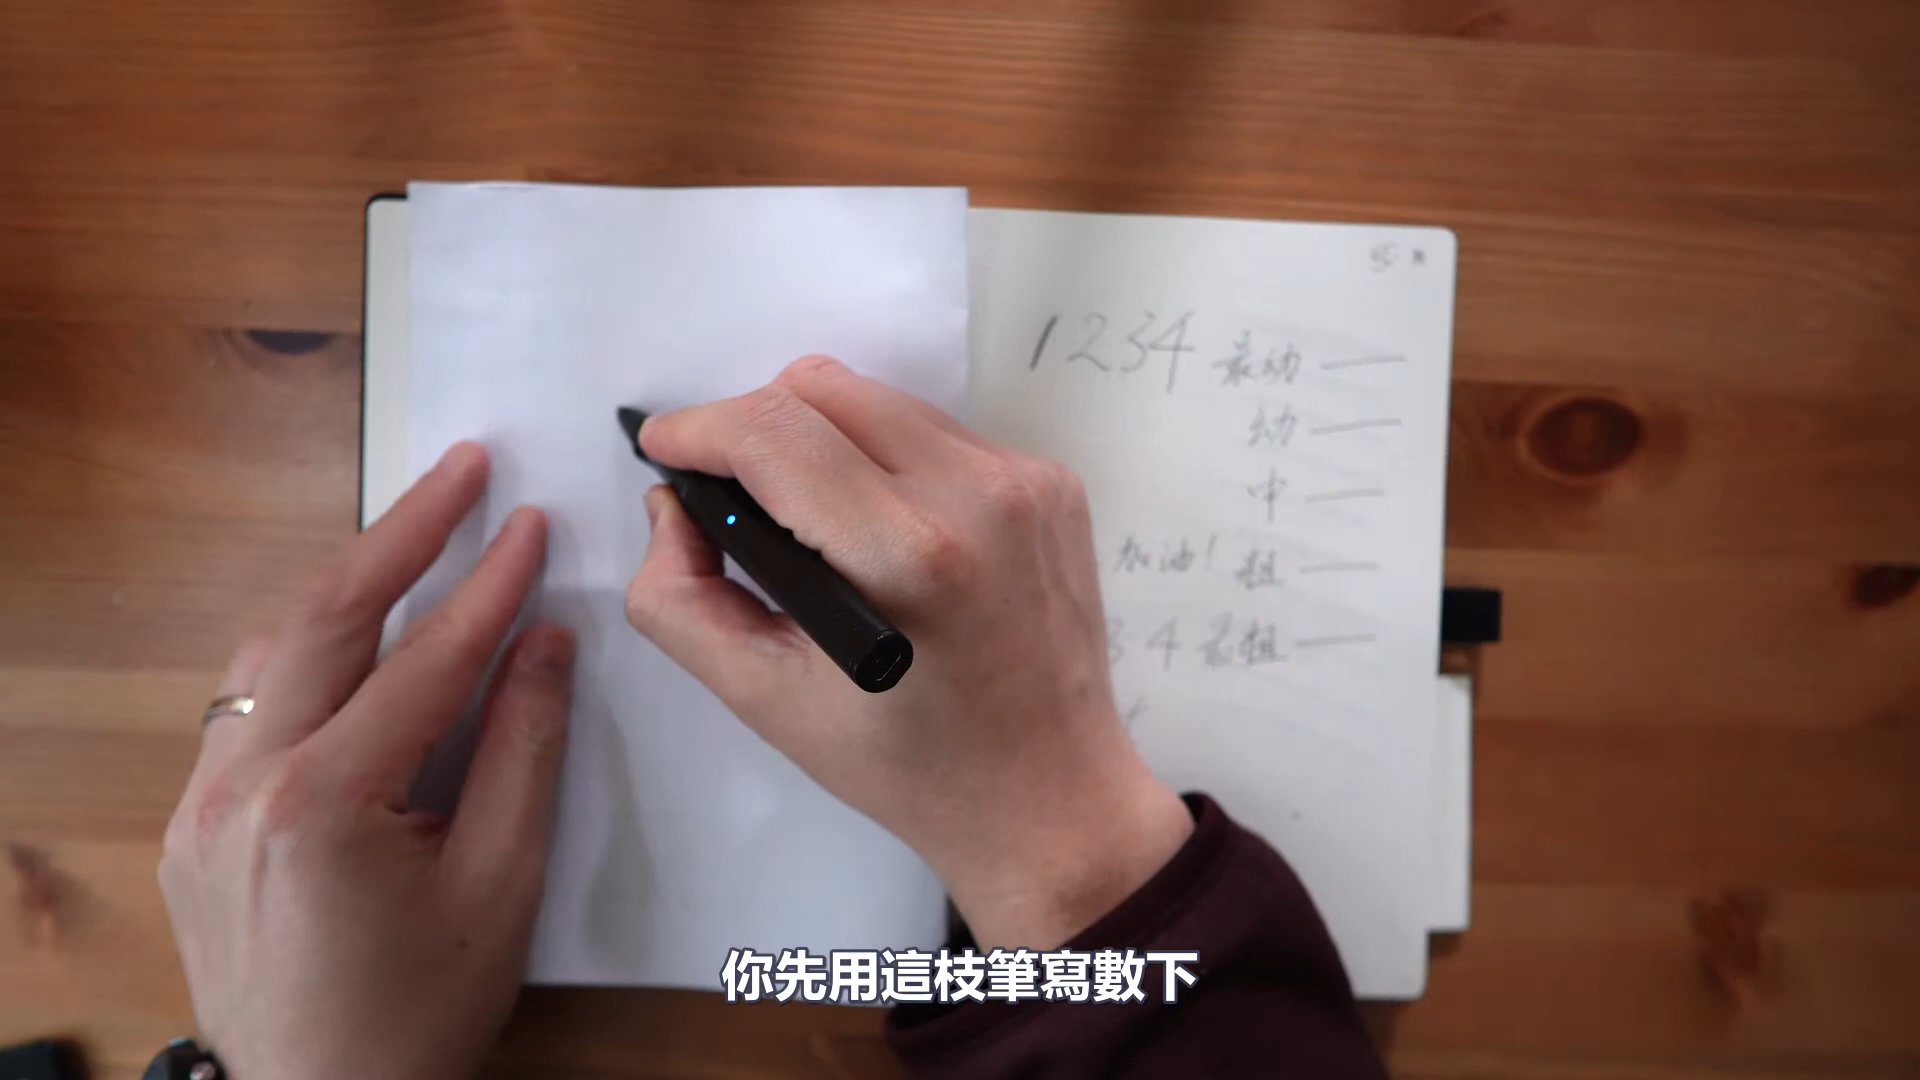 1234 最幼
幼
中
加油! 粗
3 4 最粗
你先用這枝筆寫數下